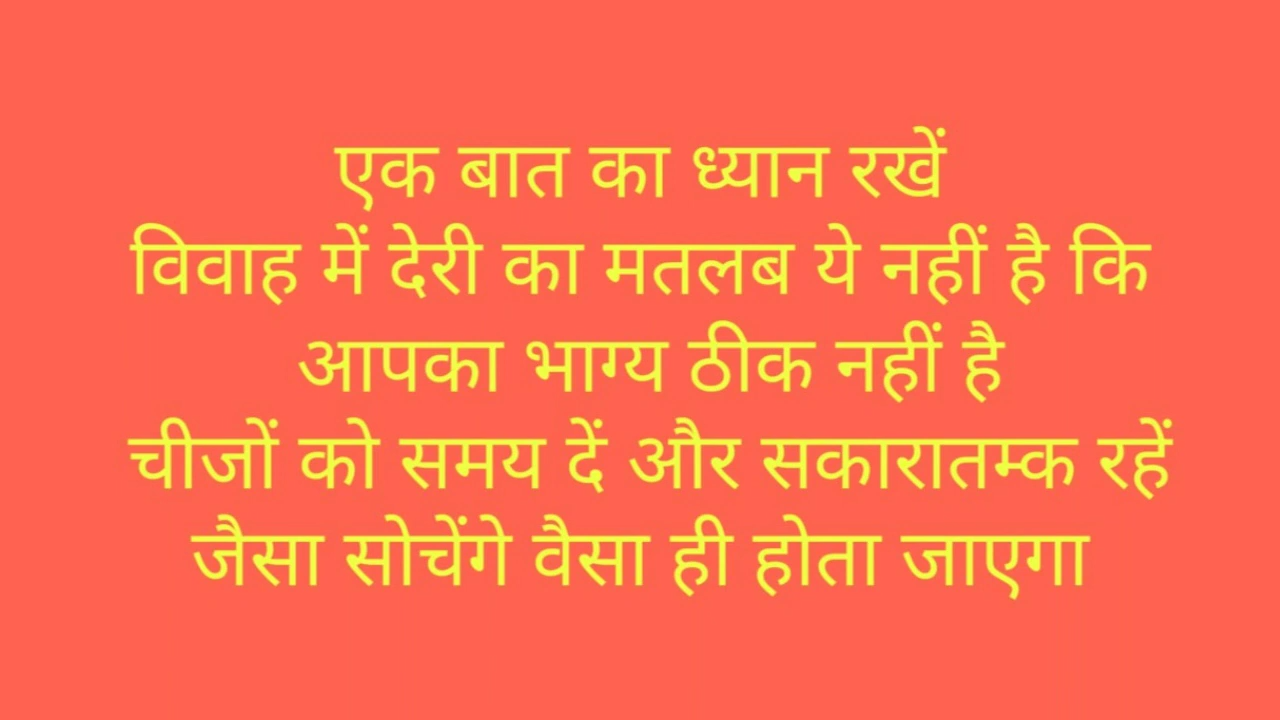 एक बात का ध्यान रखें
विवाह में देरी का मतलब ये नहीं है कि
आपका भाग्य ठीक नहीं है
चीजों को समय दें और सकारातम्क रहें
जैसा सोचेंगे वैसा ही होता जाएगा